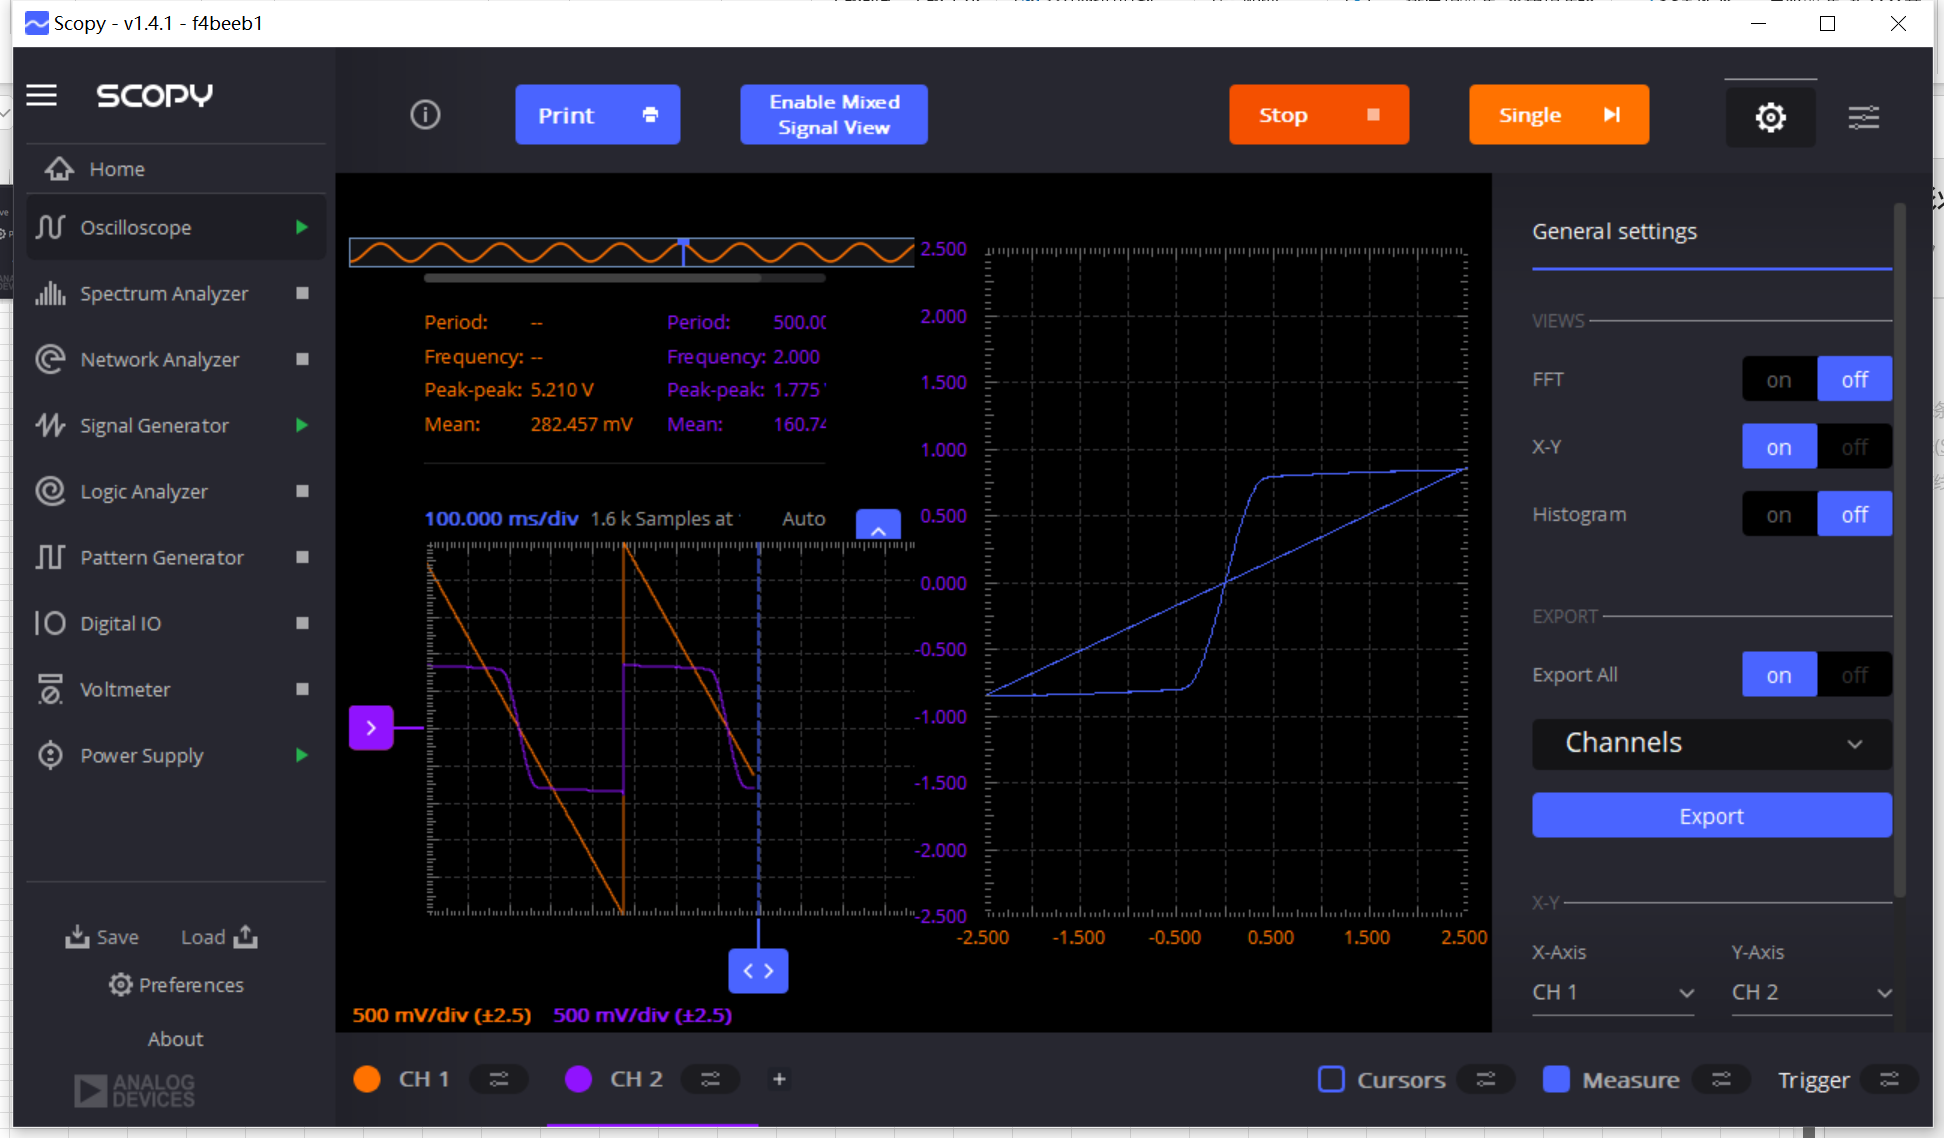 Scopy - v1.4.1 - f4beeb1
SCOPY
Print
Enable Mixed
Signal View
Stop
Single
Home
Oscilloscope
Spectrum Analyzer
Network Analyzer
Signal Generator
Logic Analyzer
Pattern Generator
Digital IO
Voltmeter
Power Supply
Save
Load
Preferences
About
ANALOG
DEVICES
Period: --
Frequency: --
Peak-peak: 5.210 V
Mean: 282.457 mV
Period: 500.00
Frequency: 2.000
Peak-peak: 1.775
Mean: 160.74
100.000 ms/div 1.6 k Samples at Auto
2.500
2.000
1.500
1.000
0.500
0.000
-0.500
-1.000
-1.500
-2.000
-2.500
-2.500 -1.500 -0.500 0.500 1.500 2.500
500 mV/div (±2.5) 500 mV/div (±2.5)
General settings
VIEWS
FFT on off
X-Y on off
Histogram on off
EXPORT
Export All on off
Channels
Export
X-Y
X-Axis Y-Axis
CH 1 CH 2
CH 1 CH 2 +
Cursors Measure Trigger